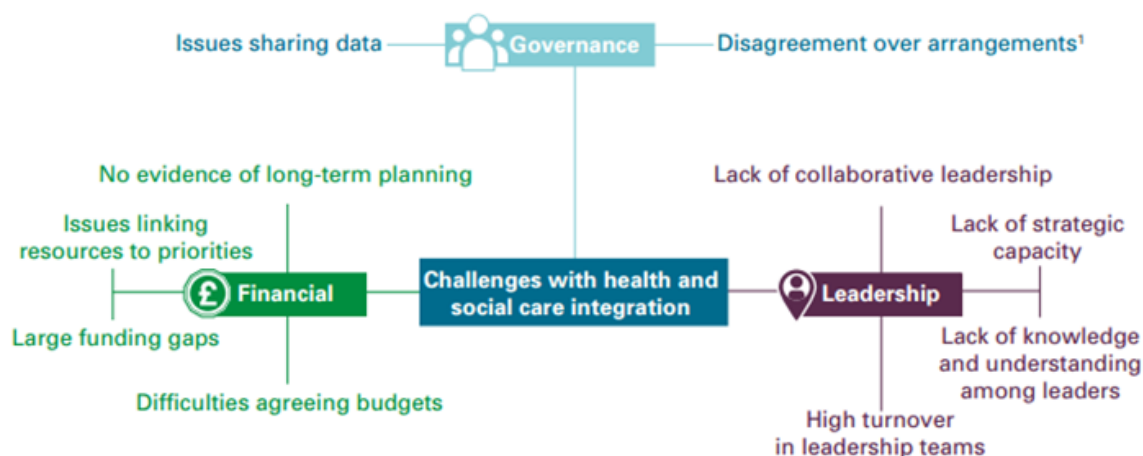 Issues sharing data
Governance
Disagreement over arrangements¹
No evidence of long-term planning
Issues linking
resources to priorities
£
Financial
Large funding gaps
Difficulties agreeing budgets
Challenges with health and
social care integration
Lack of collaborative leadership
Lack of strategic
capacity
Leadership
Lack of knowledge
and understanding
among leaders
High turnover
in leadership teams